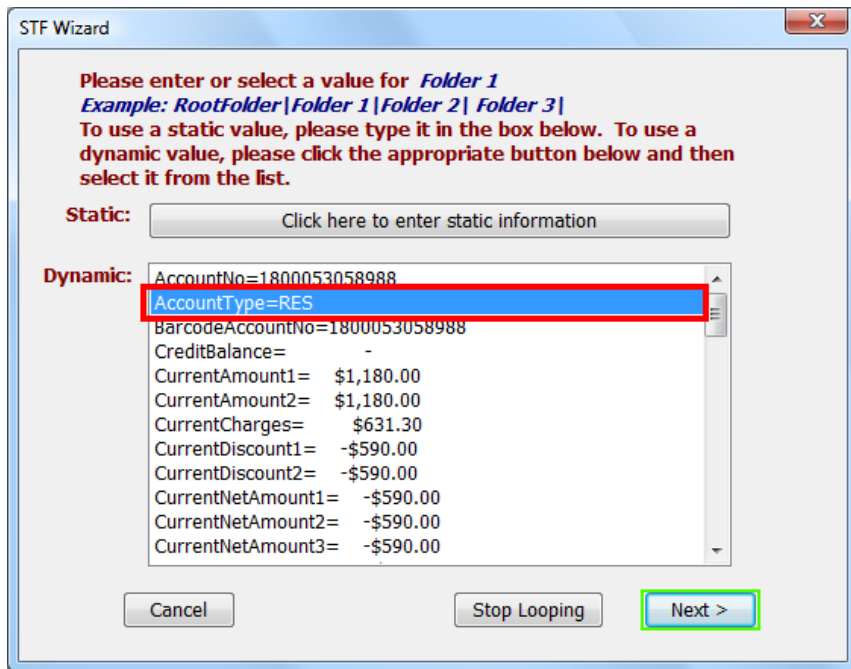 STF Wizard
Please enter or select a value for Folder 1
Example: RootFolder|Folder 1|Folder 2| Folder 3|
To use a static value, please type it in the box below. To use a
dynamic value, please click the appropriate button below and then
select it from the list.
Static: Click here to enter static information
Dynamic: AccountNo=1800053058988
AccountType=RES
BarcodeAccountNo=1800053058988
CreditBalance= -
CurrentAmount1= $1,180.00
CurrentAmount2= $1,180.00
CurrentCharges= $631.30
CurrentDiscount1= -$590.00
CurrentDiscount2= -$590.00
CurrentNetAmount1= -$590.00
CurrentNetAmount2= -$590.00
CurrentNetAmount3= -$590.00
Cancel Stop Looping Next >